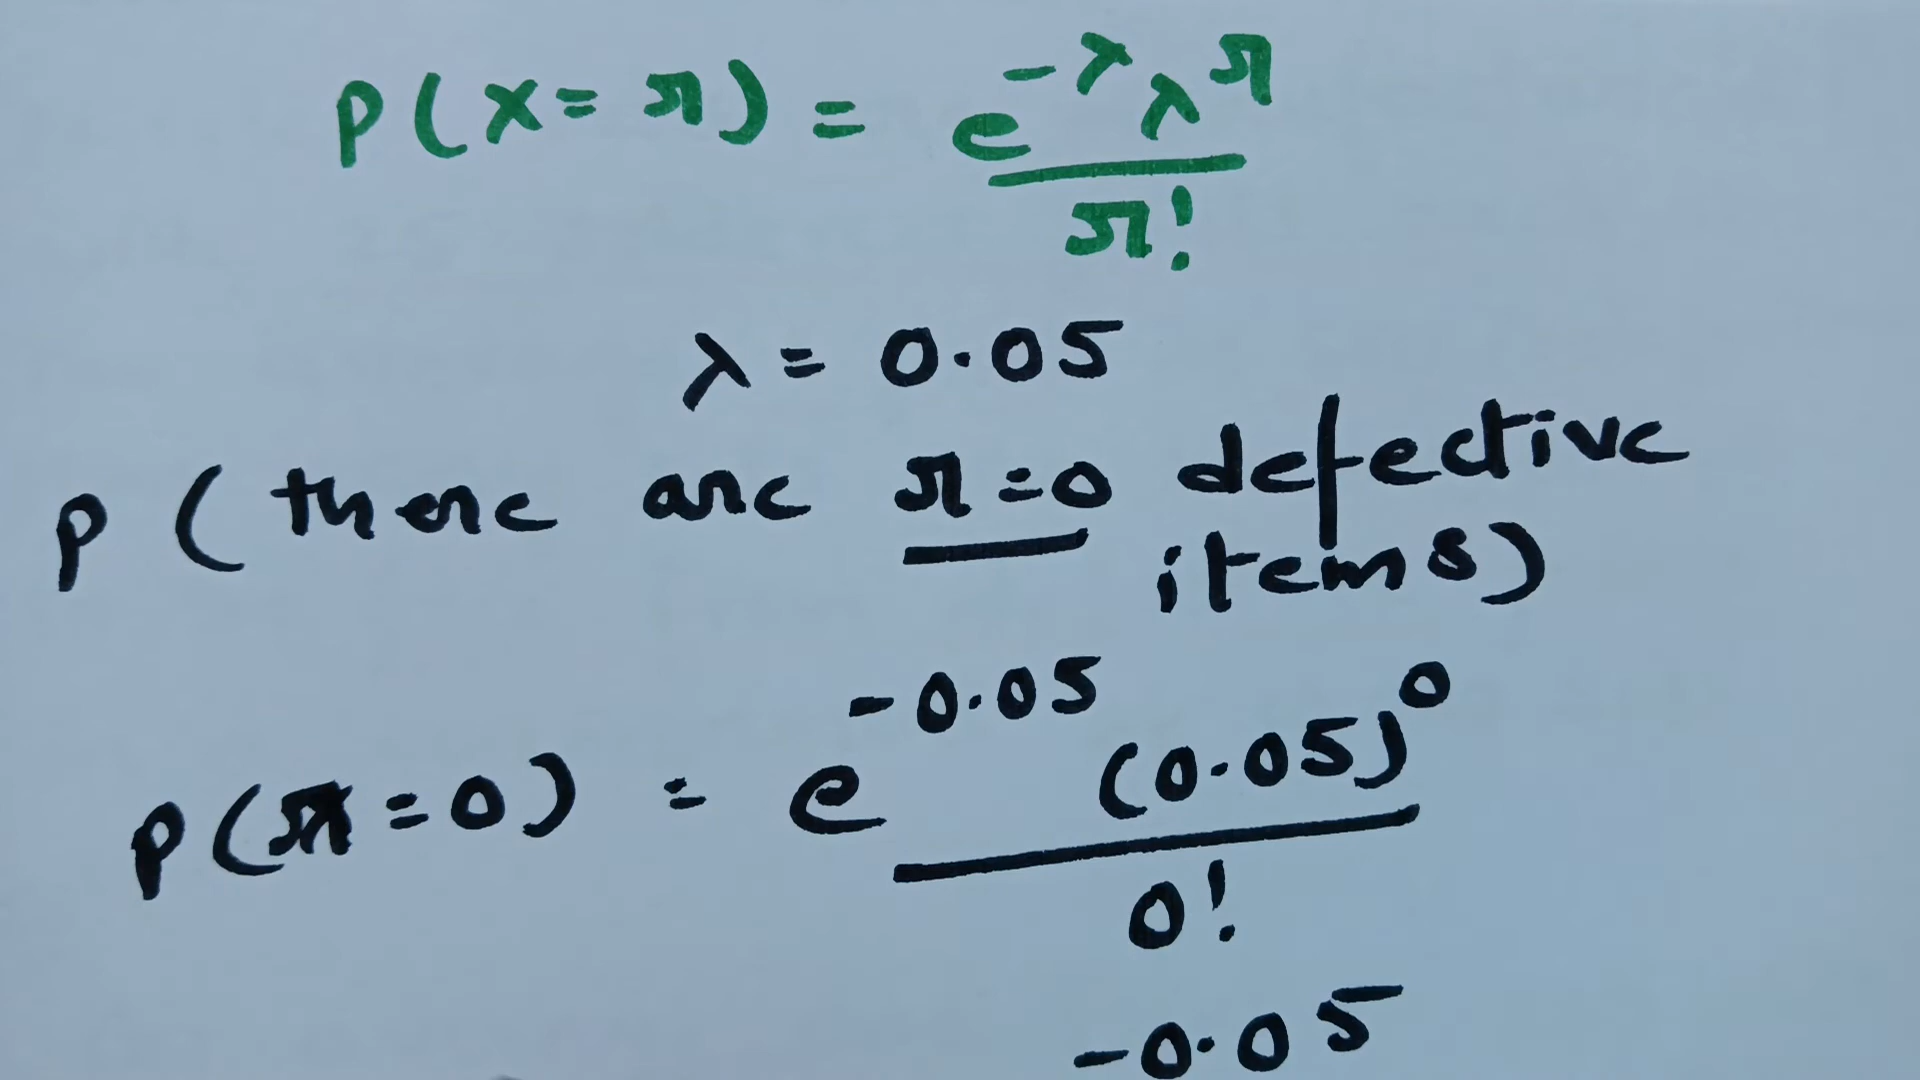 P(X=r) = e^-λ λ^r / r!
λ = 0.05
P (there are r=0 defective
items)
P(r=0) = e^-0.05 (0.05)^0 / 0!
-0.05